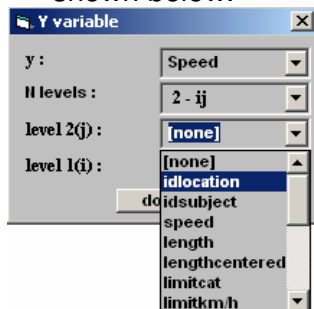 shown below.
Y variable
y : Speed
N levels : 2 - ij
level 2(j) : [none]
level 1(i) : [none]
idlocation
do idsubject
speed
length
lengthcentered
limitcat
limitkm/h